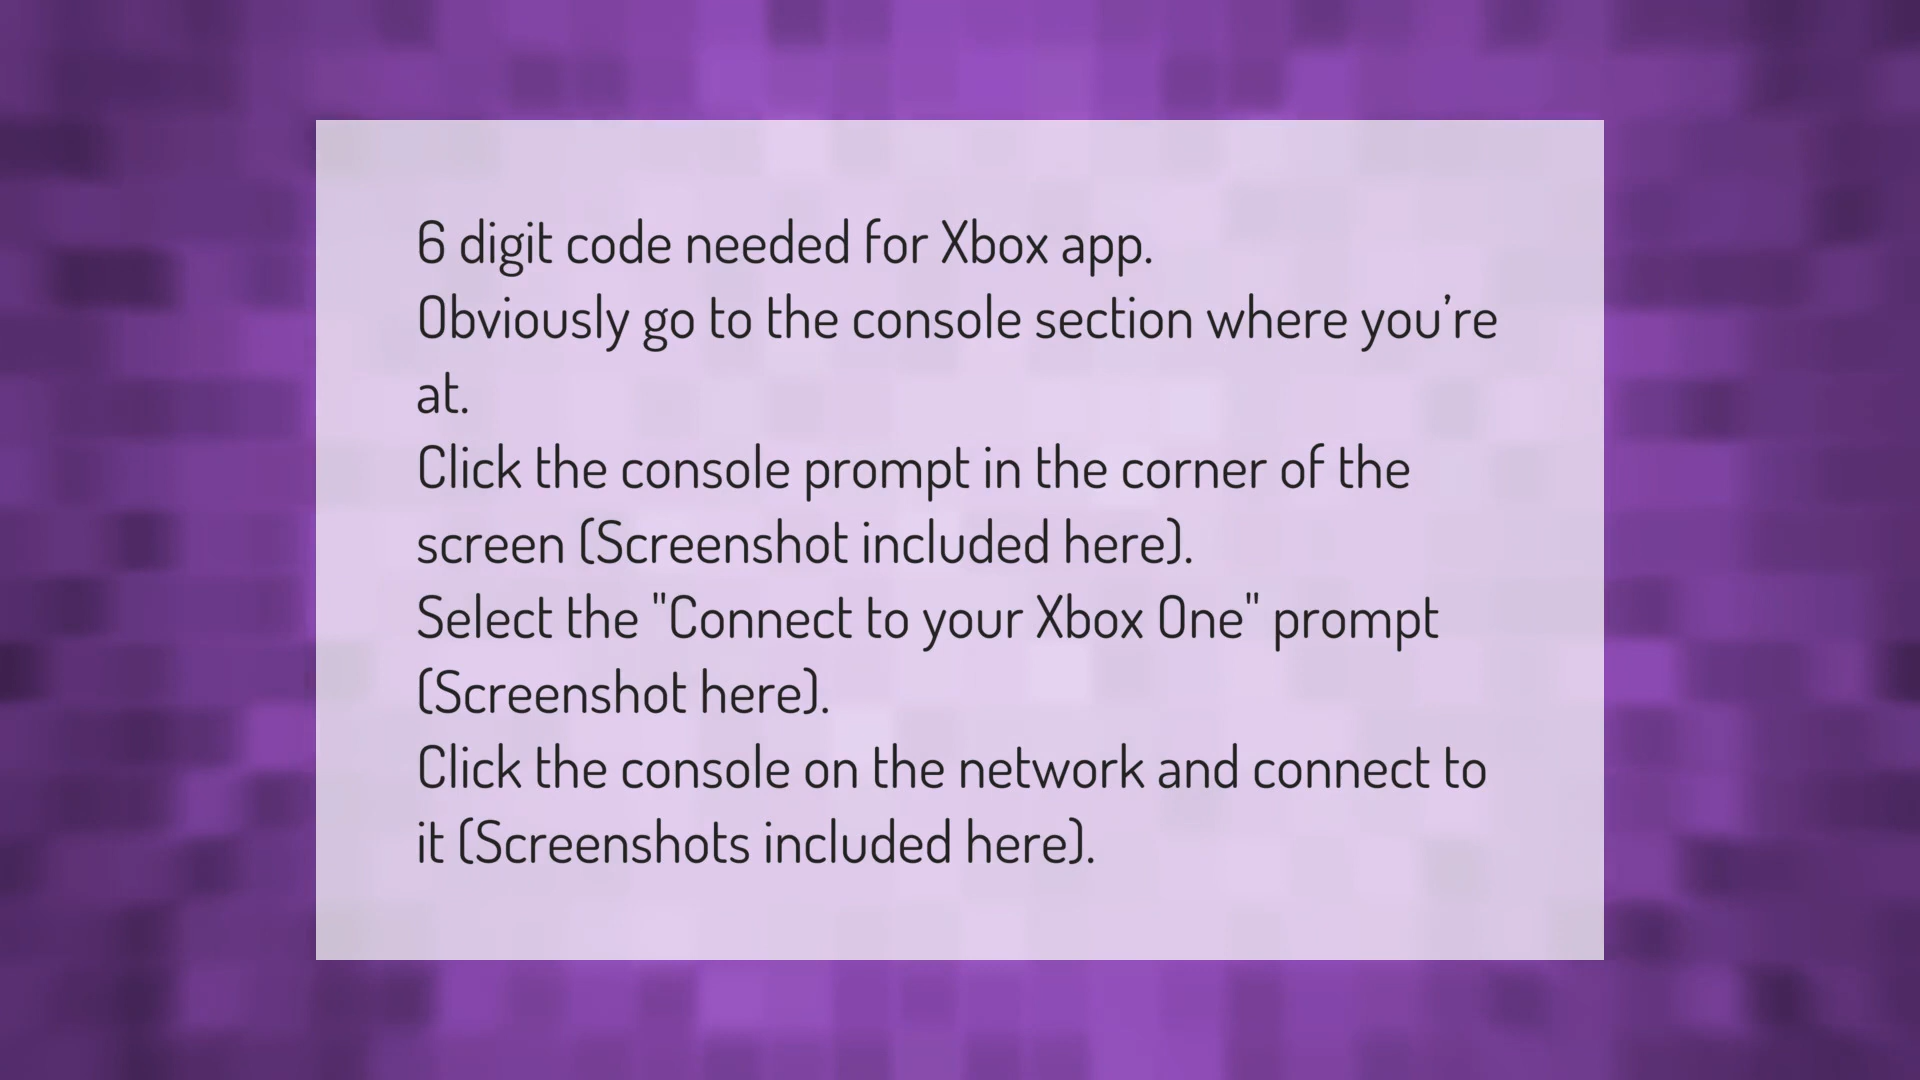 6 digit code needed for Xbox app.
Obviously go to the console section where you’re
at.
Click the console prompt in the corner of the
screen (Screenshot included here).
Select the "Connect to your Xbox One" prompt
(Screenshot here).
Click the console on the network and connect to
it (Screenshots included here).